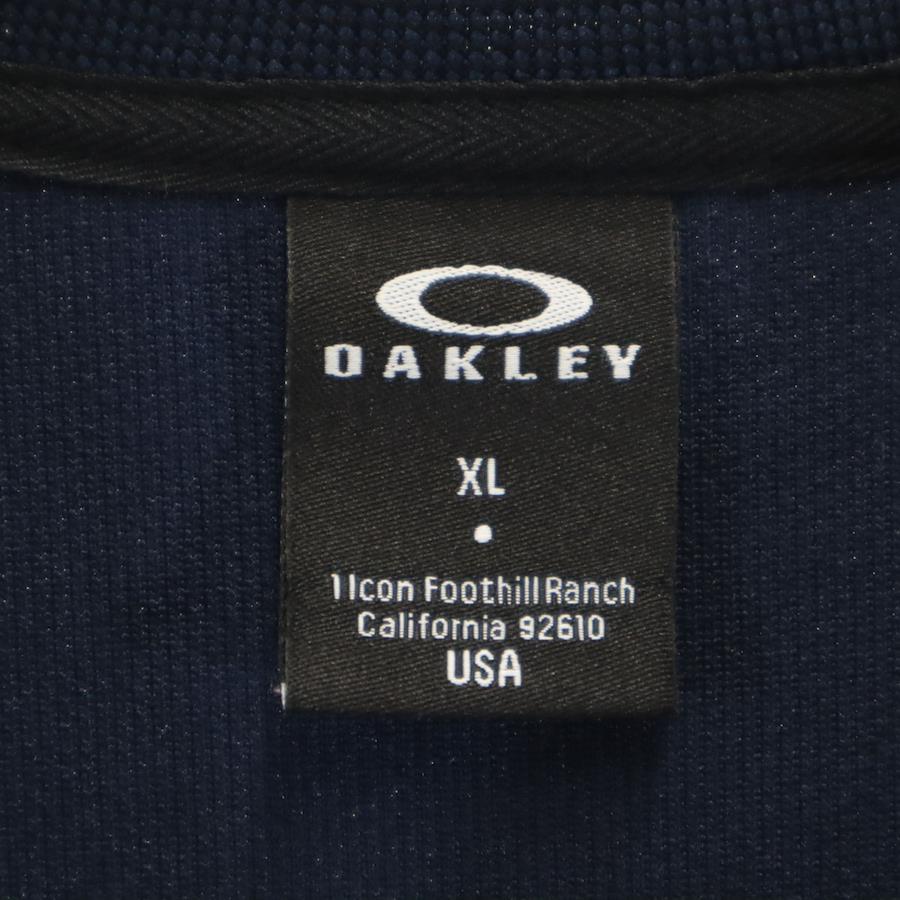 OAKLEY
XL
1 Icon Foothill Ranch
California 92610
USA